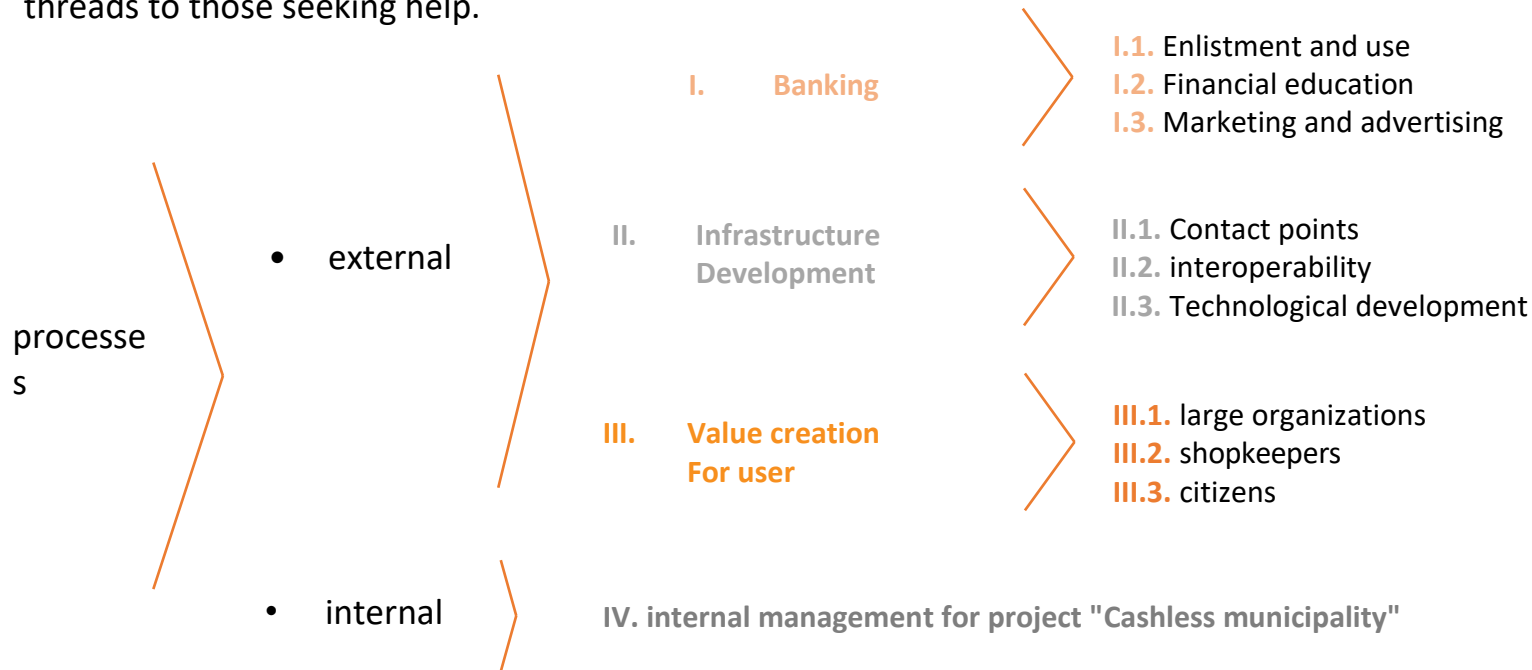 threads to those seeking help.
processe
s
• external
I. Banking
I.1. Enlistment and use
I.2. Financial education
I.3. Marketing and advertising
II. Infrastructure
Development
II.1. Contact points
II.2. interoperability
II.3. Technological development
III. Value creation
For user
III.1. large organizations
III.2. shopkeepers
III.3. citizens
• internal
IV. internal management for project "Cashless municipality"